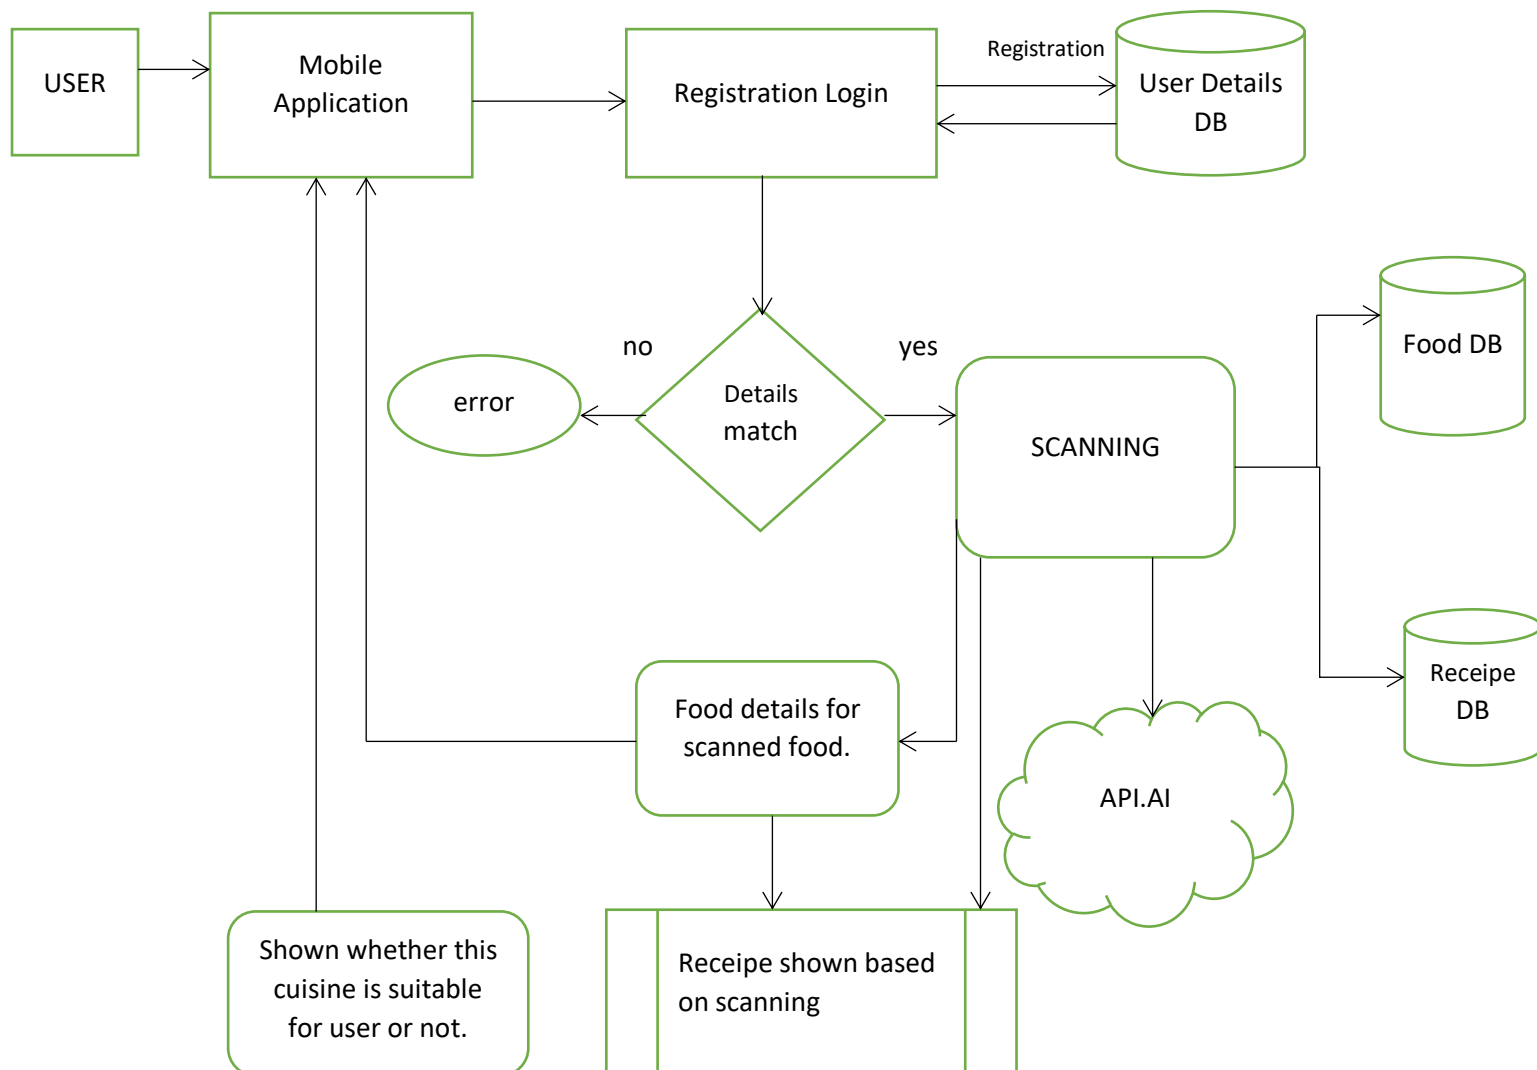 USER
Mobile
Application
Registration Login
Registration
User Details
DB
Food DB
no
yes
error
Details
match
SCANNING
Receipe
DB
Food details for
scanned food.
API.AI
Shown whether this
cuisine is suitable
for user or not.
Receipe shown based
on scanning